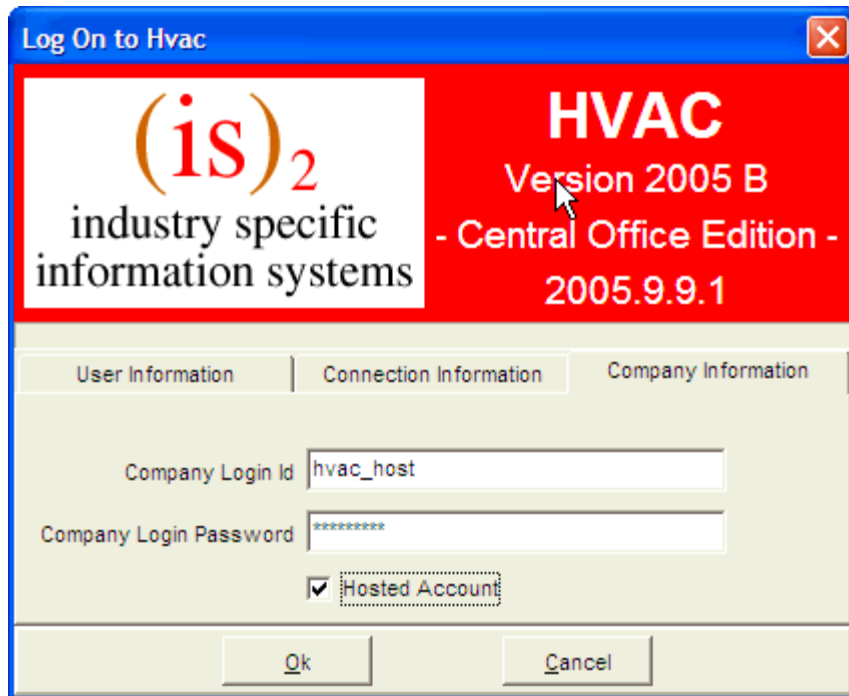 Log On to Hvac
(is)2
industry specific
information systems
HVAC
Version 2005 B
- Central Office Edition -
2005.9.9.1
User Information
Connection Information
Company Information
Company Login Id
hvac_host
Company Login Password
*********
Hosted Account
Ok
Cancel